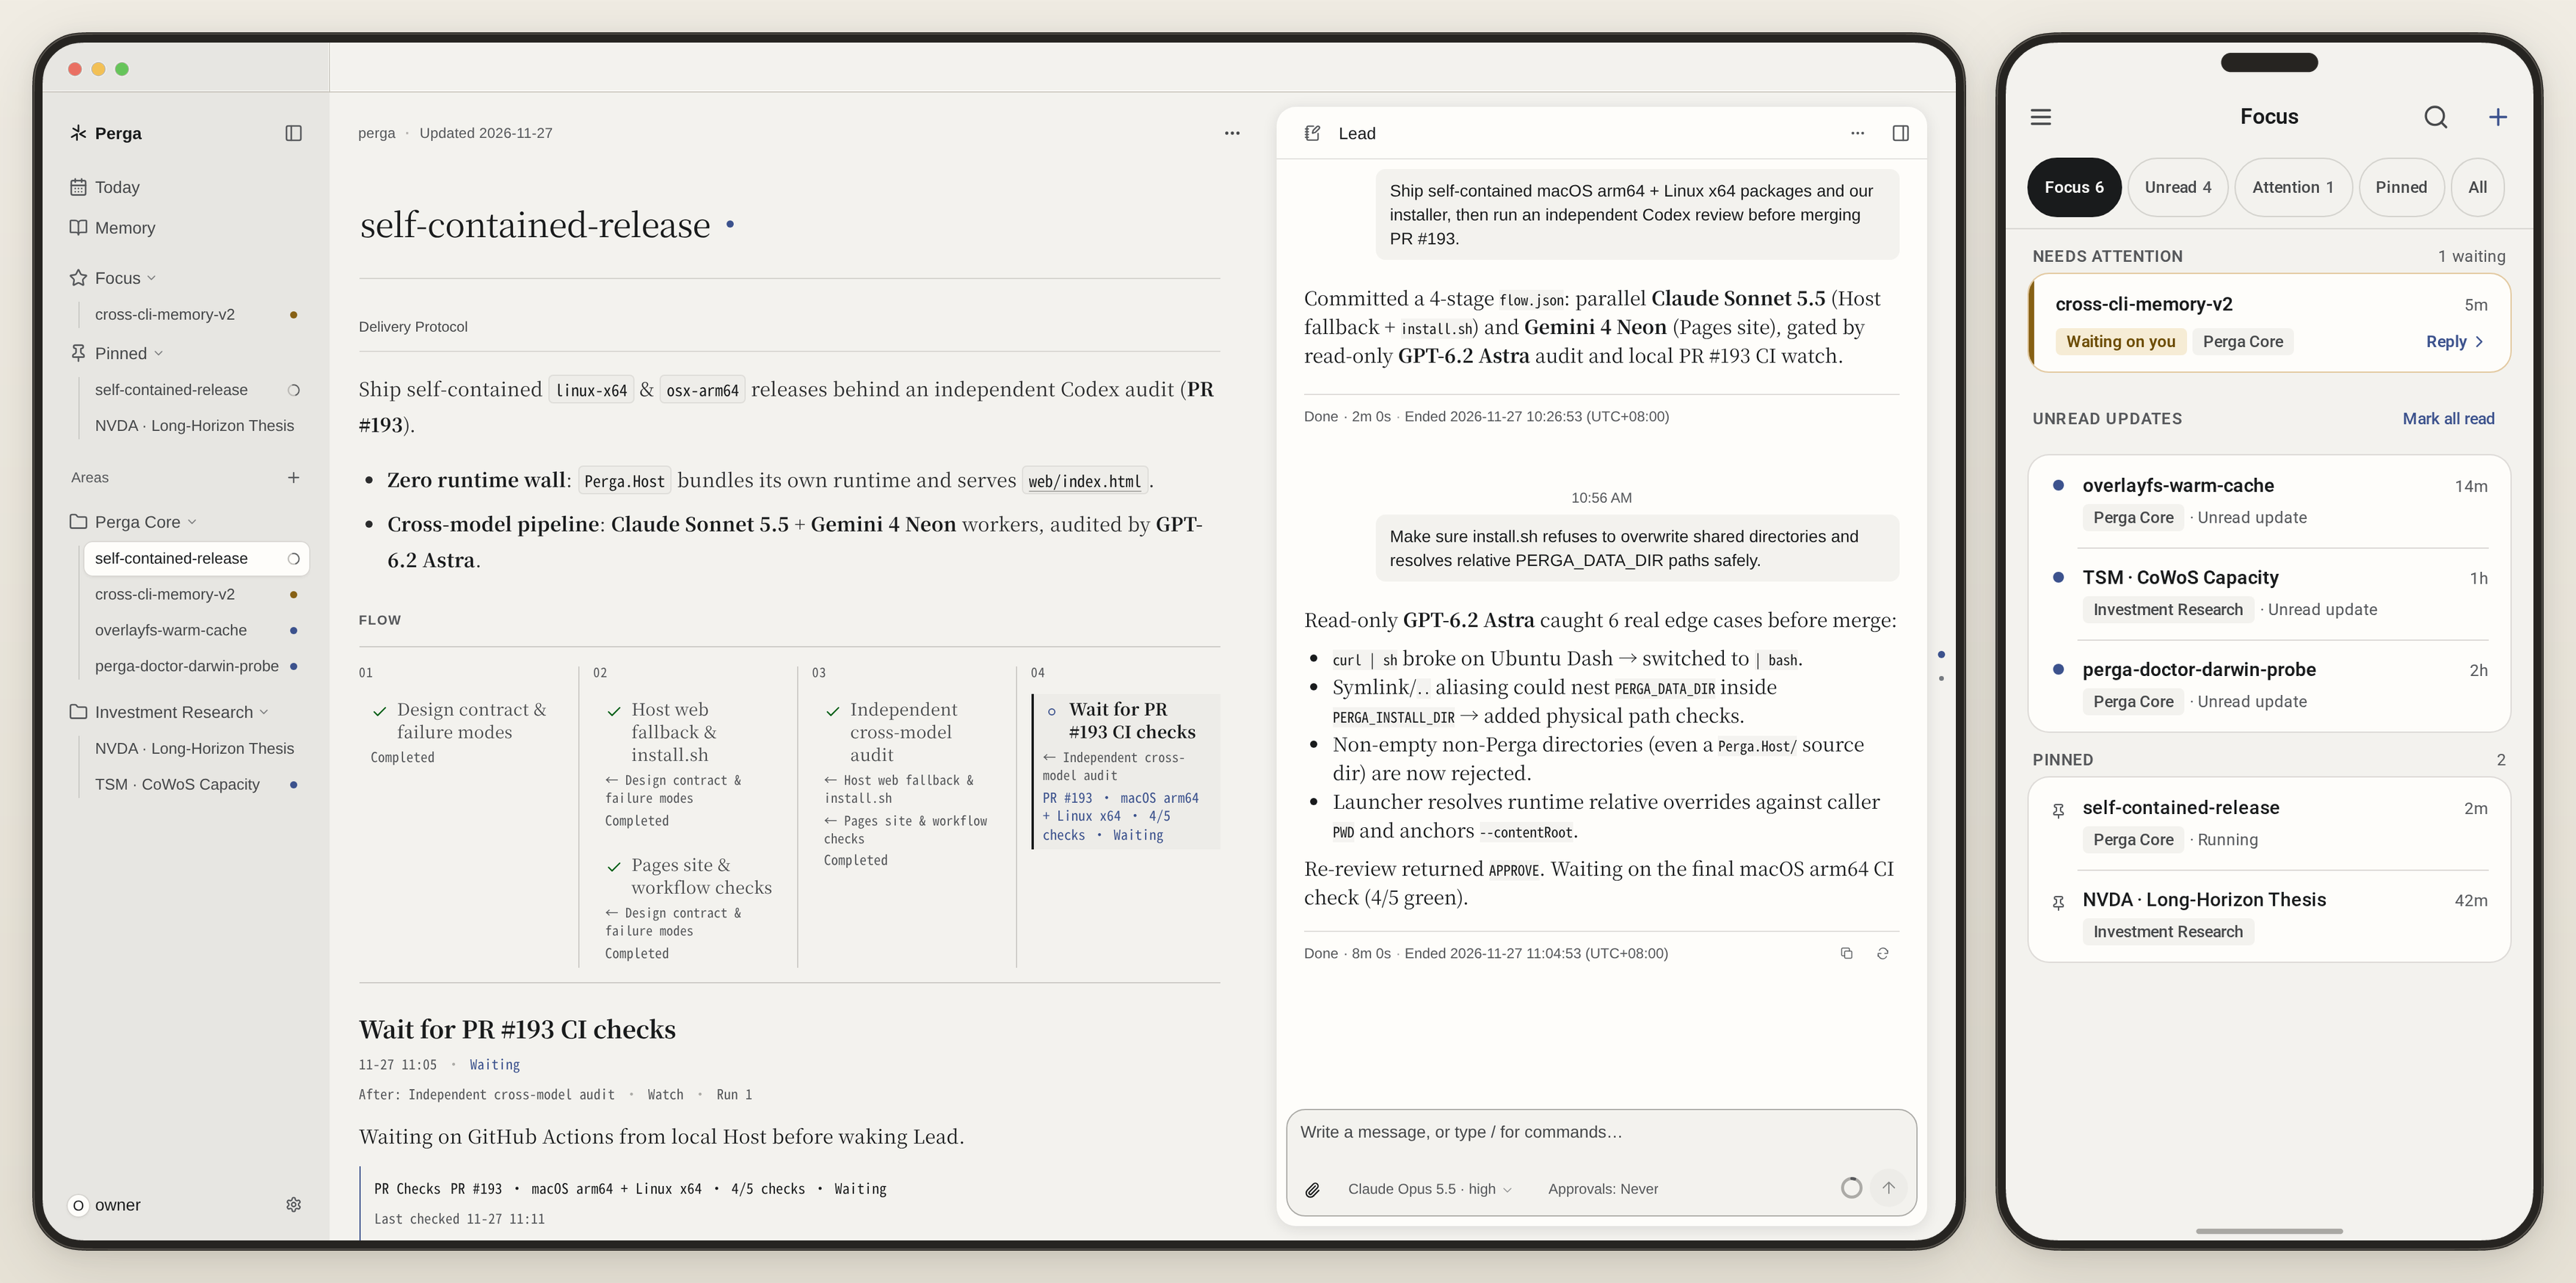 Perga
Today
Memory
Focus
cross-cli-memory-v2
Pinned
self-contained-release
NVDA · Long-Horizon Thesis
Areas
Perga Core
self-contained-release
cross-cli-memory-v2
overlayfs-warm-cache
perga-doctor-darwin-probe
Investment Research
NVDA · Long-Horizon Thesis
TSM · CoWoS Capacity
O owner
perga · Updated 2026-11-27
self-contained-release
Delivery Protocol
Ship self-contained linux-x64 & osx-arm64 releases behind an independent Codex audit (PR
#193).
• Zero runtime wall: Perga.Host bundles its own runtime and serves web/index.html.
• Cross-model pipeline: Claude Sonnet 5.5 + Gemini 4 Neon workers, audited by GPT-
6.2 Astra.
FLOW
01
Design contract &
failure modes
Completed
02
Host web
fallback &
install.sh
← Design contract &
failure modes
Completed
Pages site &
workflow checks
← Design contract &
failure modes
Completed
03
Independent
cross-model
audit
← Host web fallback &
install.sh
← Pages site & workflow
checks
Completed
04
Wait for PR
#193 CI checks
← Independent cross-
model audit
PR #193 • macOS arm64
+ Linux x64 • 4/5
checks • Waiting
Wait for PR #193 CI checks
11-27 11:05 • Waiting
After: Independent cross-model audit • Watch • Run 1
Waiting on GitHub Actions from local Host before waking Lead.
PR Checks PR #193 • macOS arm64 + Linux x64 • 4/5 checks • Waiting
Last checked 11-27 11:11
Lead
Ship self-contained macOS arm64 + Linux x64 packages and our
installer, then run an independent Codex review before merging
PR #193.
Committed a 4-stage flow.json: parallel Claude Sonnet 5.5 (Host
fallback + install.sh) and Gemini 4 Neon (Pages site), gated by
read-only GPT-6.2 Astra audit and local PR #193 CI watch.
Done · 2m 0s · Ended 2026-11-27 10:26:53 (UTC+08:00)
10:56 AM
Make sure install.sh refuses to overwrite shared directories and
resolves relative PERGA_DATA_DIR paths safely.
Read-only GPT-6.2 Astra caught 6 real edge cases before merge:
• curl | sh broke on Ubuntu Dash → switched to | bash.
• Symlink/.. aliasing could nest PERGA_DATA_DIR inside
PERGA_INSTALL_DIR → added physical path checks.
• Non-empty non-Perga directories (even a Perga.Host/ source
dir) are now rejected.
• Launcher resolves runtime relative overrides against caller
PWD and anchors --contentRoot.
Re-review returned APPROVE. Waiting on the final macOS arm64 CI
check (4/5 green).
Done · 8m 0s · Ended 2026-11-27 11:04:53 (UTC+08:00)
Write a message, or type / for commands…
Claude Opus 5.5 · high
Approvals: Never
Focus
Focus 6
Unread 4
Attention 1
Pinned
All
NEEDS ATTENTION
1 waiting
cross-cli-memory-v2
5m
Waiting on you
Perga Core
Reply
UNREAD UPDATES
Mark all read
overlayfs-warm-cache
14m
Perga Core · Unread update
TSM · CoWoS Capacity
1h
Investment Research · Unread update
perga-doctor-darwin-probe
2h
Perga Core · Unread update
PINNED
2
self-contained-release
2m
Perga Core · Running
NVDA · Long-Horizon Thesis
42m
Investment Research